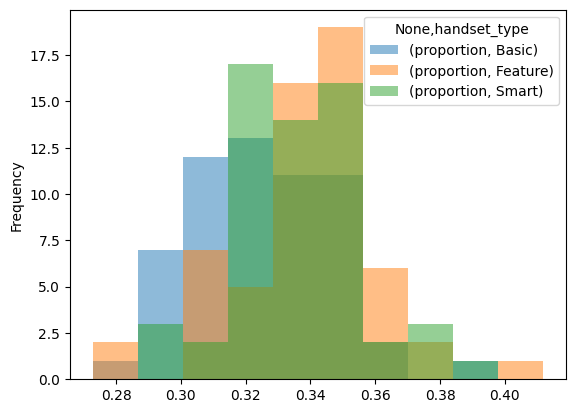 None,handset_type
(proportion, Basic)
(proportion, Feature)
(proportion, Smart)
Frequency
17.5
15.0
12.5
10.0
7.5
5.0
2.5
0.0
0.28 0.30 0.32 0.34 0.36 0.38 0.40